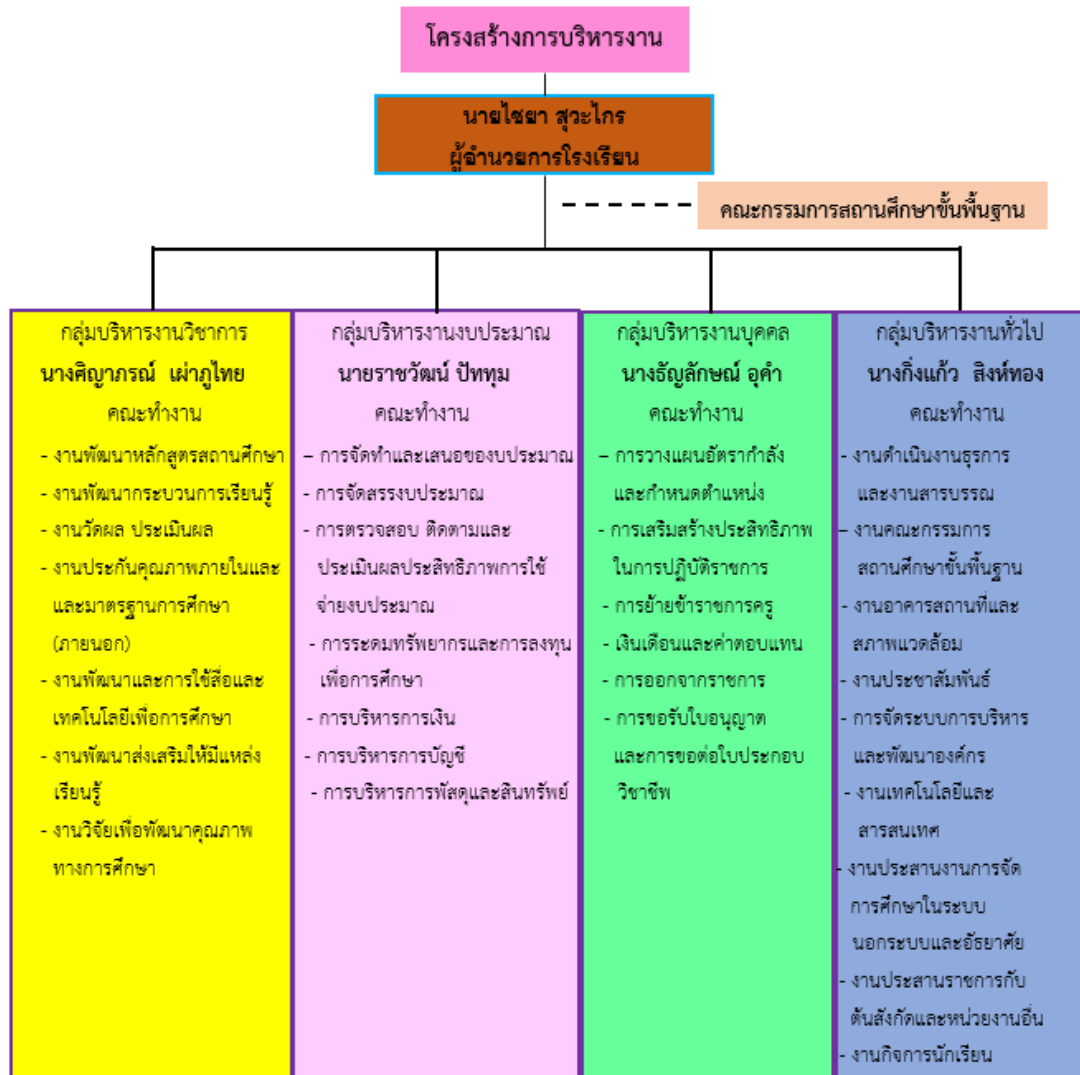 โครงสร้างการบริหารงาน
นายไชยา สุวะไกร
ผู้อำนวยการโรงเรียน
คณะกรรมการสถานศึกษาขั้นพื้นฐาน
กลุ่มบริหารงานวิชาการ
นางศิญาภรณ์ เผ่าภูไทย
คณะทำงาน
- งานพัฒนาหลักสูตรสถานศึกษา
- งานพัฒนากระบวนการเรียนรู้
- งานวัดผล ประเมินผล
- งานประกันคุณภาพภายในและ
และมาตรฐานการศึกษา
(ภายนอก)
- งานพัฒนาและการใช้สื่อและ
เทคโนโลยีเพื่อการศึกษา
- งานพัฒนาส่งเสริมให้มีแหล่ง
เรียนรู้
- งานวิจัยเพื่อพัฒนาคุณภาพ
ทางการศึกษา
กลุ่มบริหารงานงบประมาณ
นายราชวัฒน์ ปัททุม
คณะทำงาน
– การจัดทำและเสนอของบประมาณ
- การจัดสรรงบประมาณ
- การตรวจสอบ ติดตามและ
ประเมินผลประสิทธิภาพการใช้
จ่ายงบประมาณ
- การระดมทรัพยากรและการลงทุน
เพื่อการศึกษา
- การบริหารการเงิน
- การบริหารการบัญชี
- การบริหารการพัสดุและสินทรัพย์
กลุ่มบริหารงานบุคคล
นางธัญลักษณ์ อุคำ
คณะทำงาน
– การวางแผนอัตรากำลัง
และกำหนดตำแหน่ง
- การเสริมสร้างประสิทธิภาพ
ในการปฏิบัติราชการ
- การย้ายข้าราชการครู
- เงินเดือนและค่าตอบแทน
- การออกจากราชการ
- การขอรับใบอนุญาต
และการขอต่อใบประกอบ
วิชาชีพ
กลุ่มบริหารงานทั่วไป
นางกิ่งแก้ว สิงห์ทอง
คณะทำงาน
- งานดำเนินงานธุรการ
และงานสารบรรณ
– งานคณะกรรมการ
สถานศึกษาขั้นพื้นฐาน
- งานอาคารสถานที่และ
สภาพแวดล้อม
- งานประชาสัมพันธ์
- การจัดระบบการบริหาร
และพัฒนาองค์กร
- งานเทคโนโลยีและ
สารสนเทศ
- งานประสานงานการจัด
การศึกษาในระบบ
นอกระบบและอัธยาศัย
- งานประสานราชการกับ
ต้นสังกัดและหน่วยงานอื่น
- งานกิจการนักเรียน